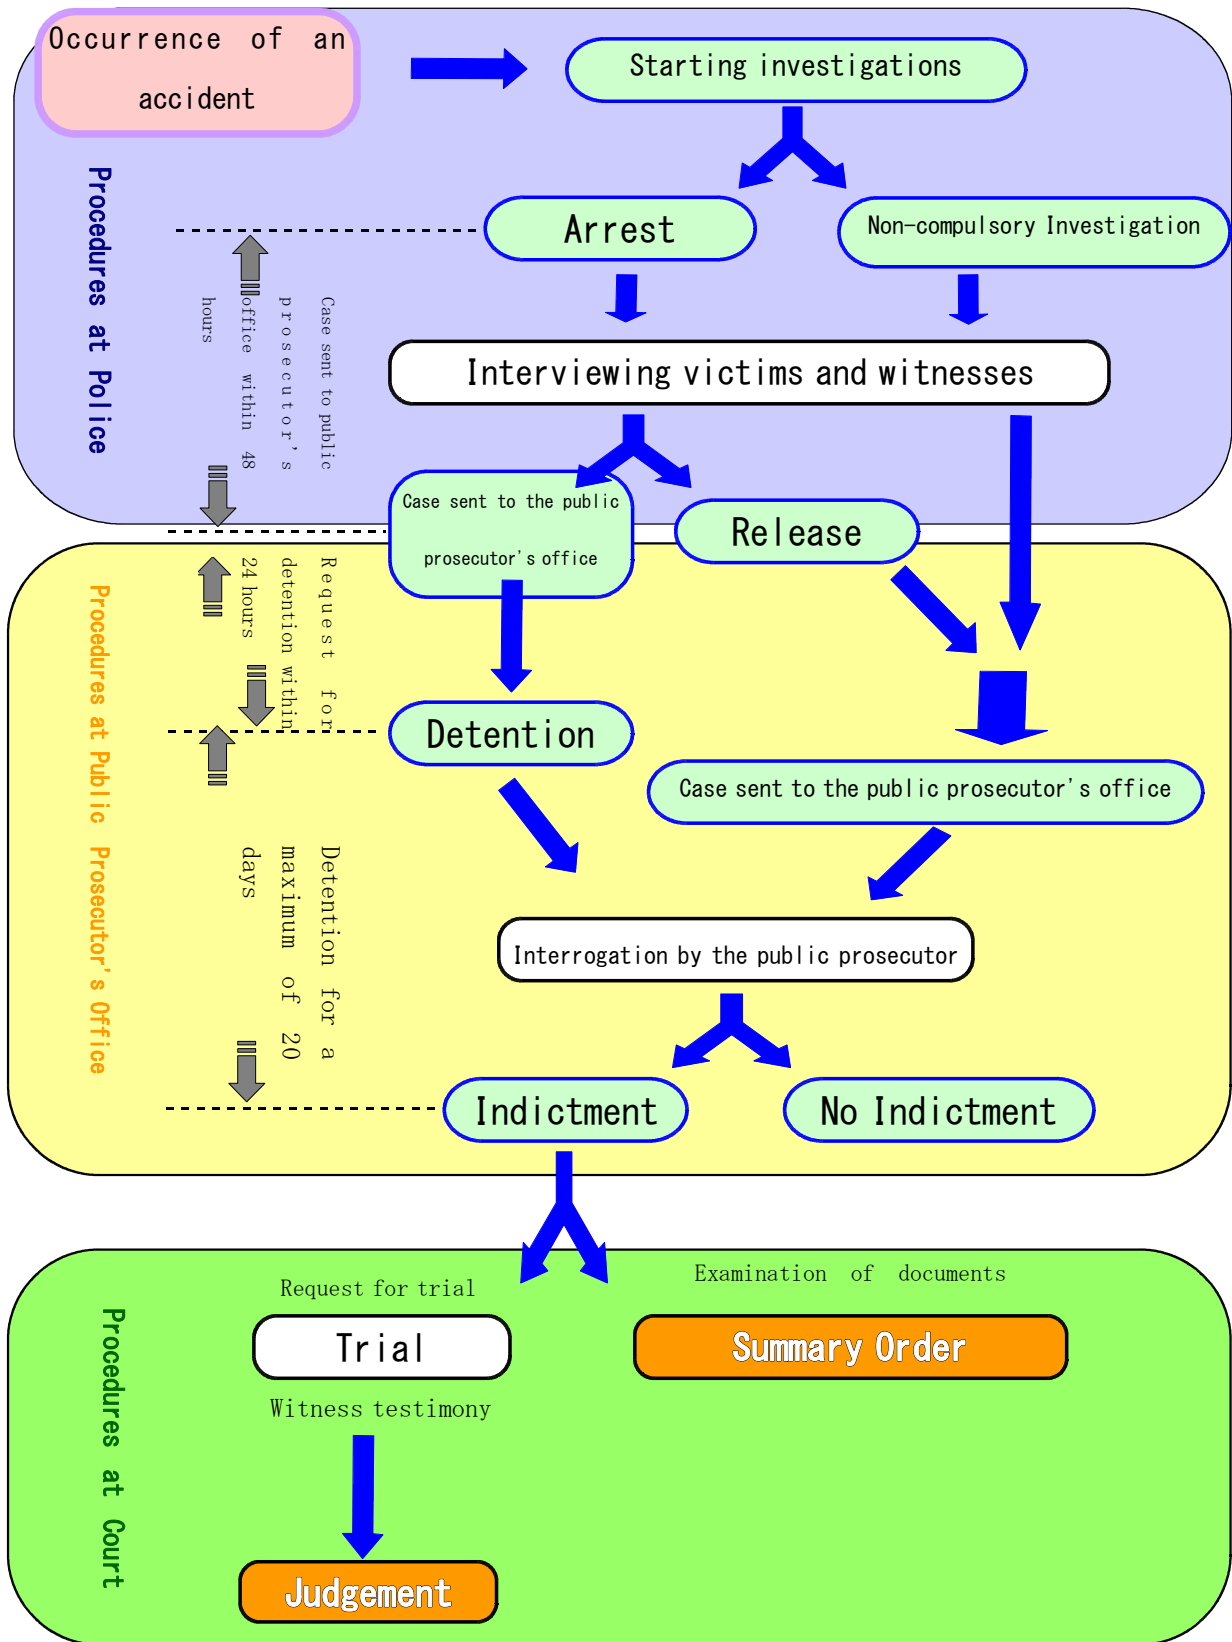 Occurrence of an
accident
Starting investigations
Procedures at Police
Arrest
Non-compulsory Investigation
Case sent to public
prosecutor's
office within 48
hours
Interviewing victims and witnesses
Case sent to the public
prosecutor's office
Release
Procedures at Public Prosecutor's Office
Request for
detention within
24 hours
Detention
Case sent to the public prosecutor's office
Detention for a
maximum of 20
days
Interrogation by the public prosecutor
Indictment
No Indictment
Procedures at Court
Request for trial
Examination of documents
Trial
Summary Order
Witness testimony
Judgement